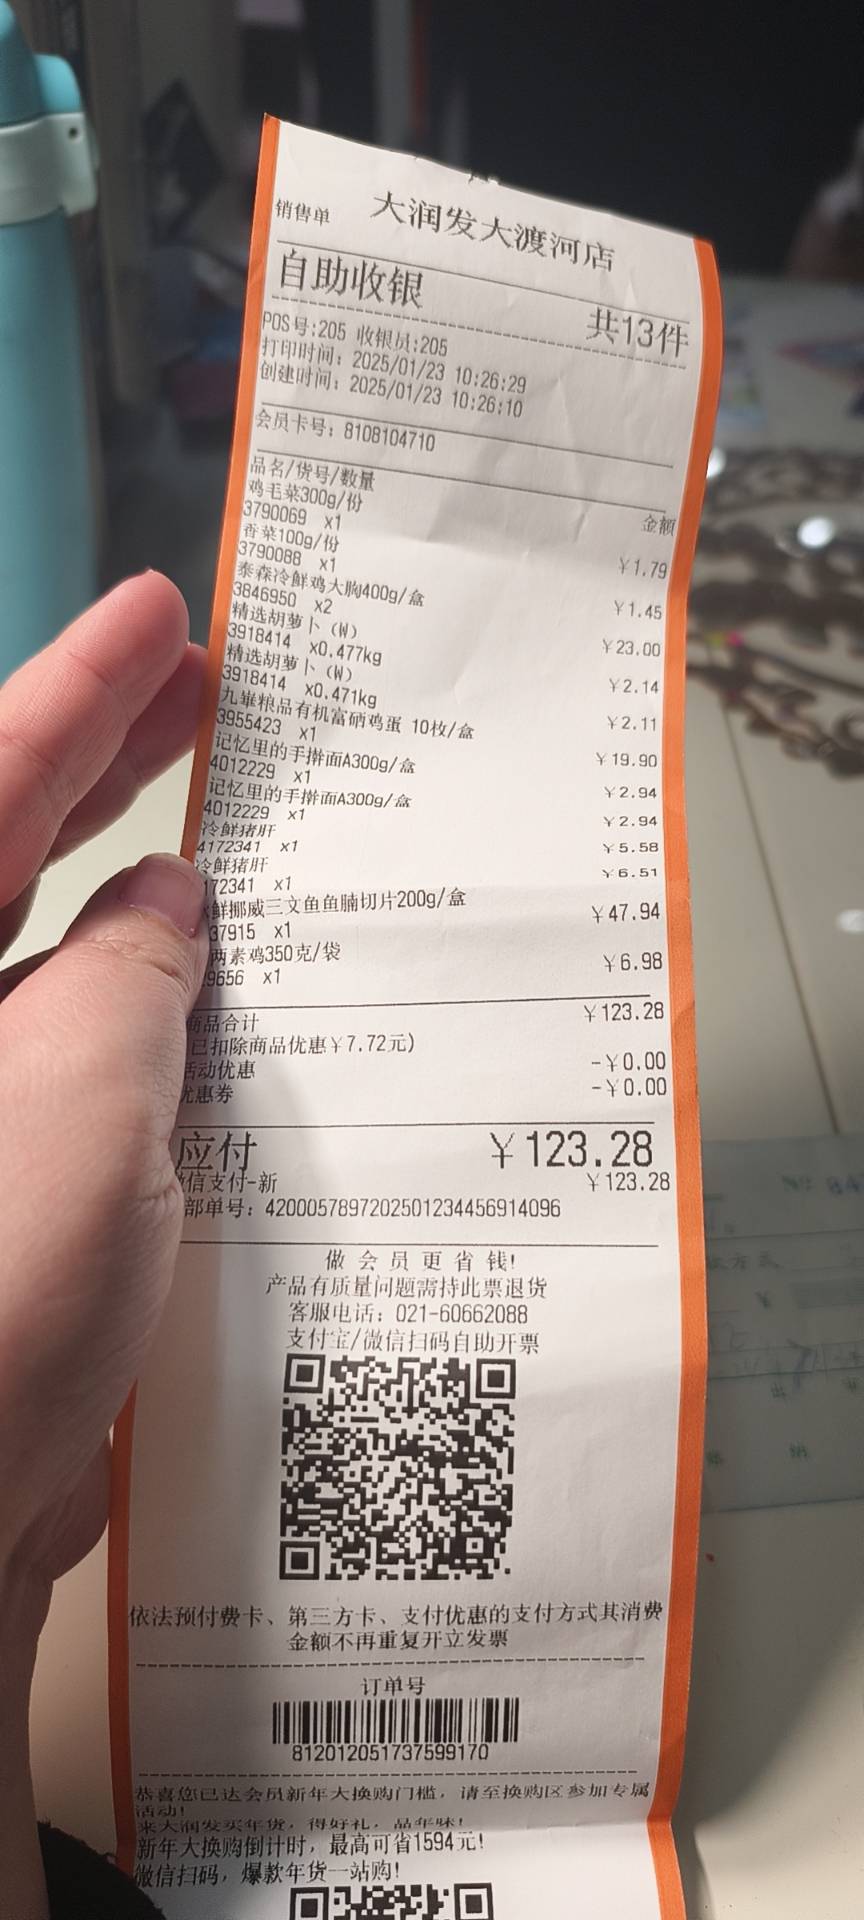 大润发大渡河店
销售单
自助收银
共13件
POS号:205 收银员:205
打印时间: 2025/01/23 10:26:29
创建时间: 2025/01/23 10:26:10
会员卡号: 8108104710
品名/货号/数量 金额
鸡毛菜300g/份
3790069 x1 ￥1.79
香菜100g/份
3790088 x1 ￥1.45
泰森冷鲜鸡大胸400g/盒
3846950 x2 ￥23.00
精选胡萝卜（W）
3918414 x0.477kg ￥2.14
精选胡萝卜（W）
3918414 x0.471kg ￥2.11
九崋粮品有机富硒鸡蛋 10枚/盒
3955423 x1 ￥19.90
记忆里的手擀面A300g/盒
4012229 x1 ￥2.94
记忆里的手擀面A300g/盒
4012229 x1 ￥2.94
冷鲜猪肝
4172341 x1 ￥5.58
冷鲜猪肝
172341 x1 ￥6.51
鲜挪威三文鱼鱼腩切片200g/盒
37915 x1 ￥47.94
两素鸡350克/袋
9656 x1 ￥6.98
商品合计 ￥123.28
已扣除商品优惠￥7.72元)
活动优惠 -￥0.00
优惠券 -￥0.00
应付 ￥123.28
信支付-新 ￥123.28
部单号: 4200057897202501234456914096
做会员更省钱!
产品有质量问题需持此票退货
客服电话: 021-60662088
支付宝/微信扫码自助开票
依法预付费卡、第三方卡、支付优惠的支付方式其消费
金额不再重复开立发票
订单号
812012051737599170
恭喜您已达会员新年大换购门槛, 请至换购区参加专属
活动!
来大润发买年货, 得好礼, 品年味!
新年大换购倒计时, 最高可省1594元!
微信扫码, 爆款年货一站购!